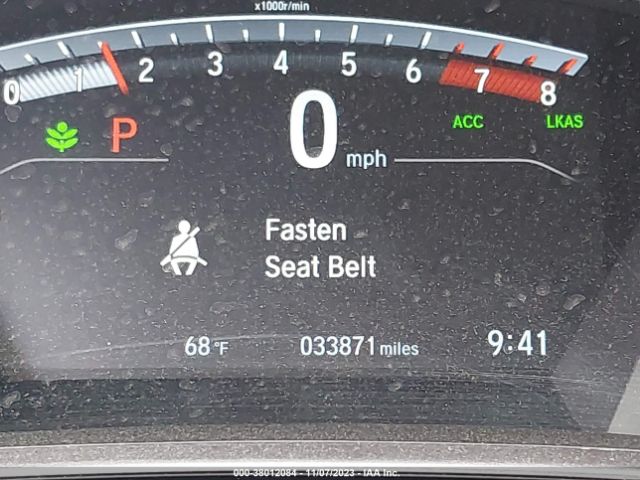 x1000r/min
0 1 2 3 4 5 6 7 8
P 0 mph ACC LKAS
Fasten
Seat Belt
68°F 033871 miles 9:41
000-38012084 - 11/07/2023 - IAA Inc.